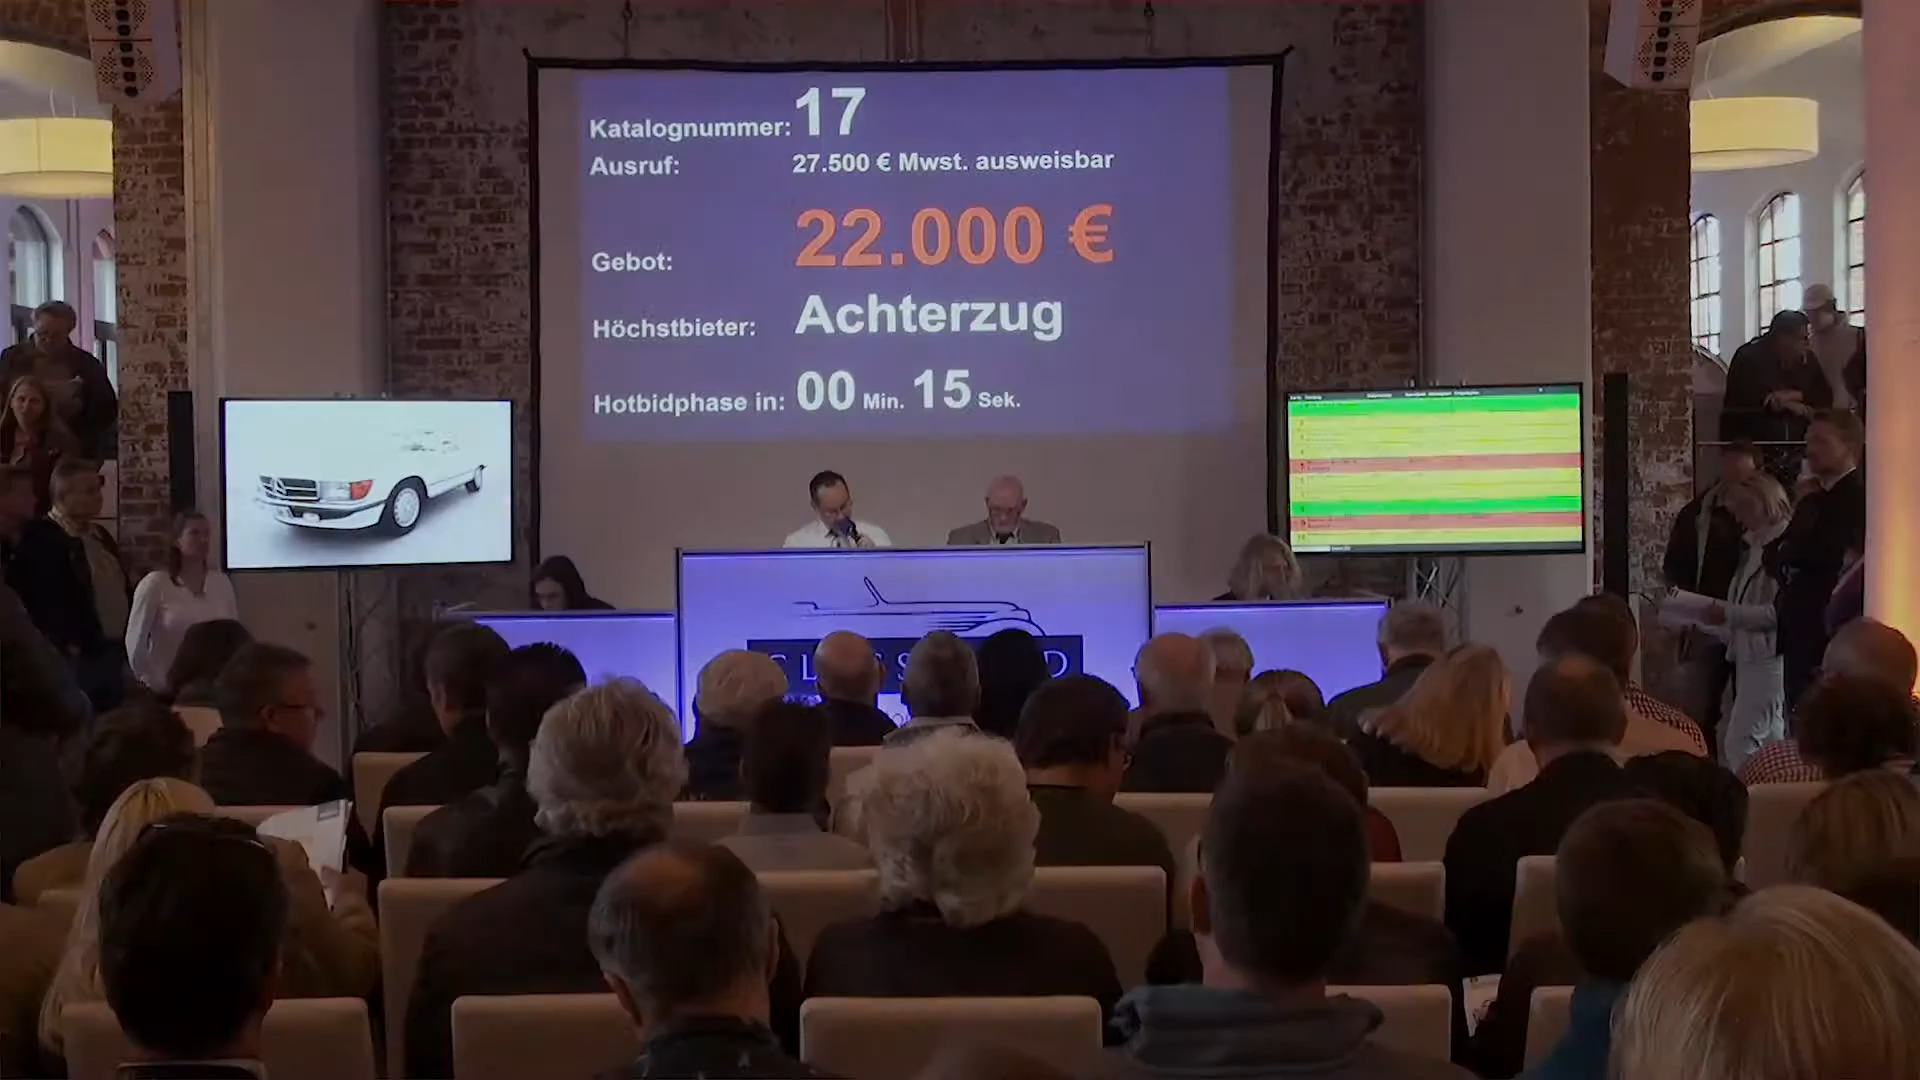 Katalognummer: 17
Ausruf: 27.500 € Mwst. ausweisbar
Gebot: 22.000 €
Höchstbieter: Achterzug
Hotbidphase in: 00 Min. 15 Sek.